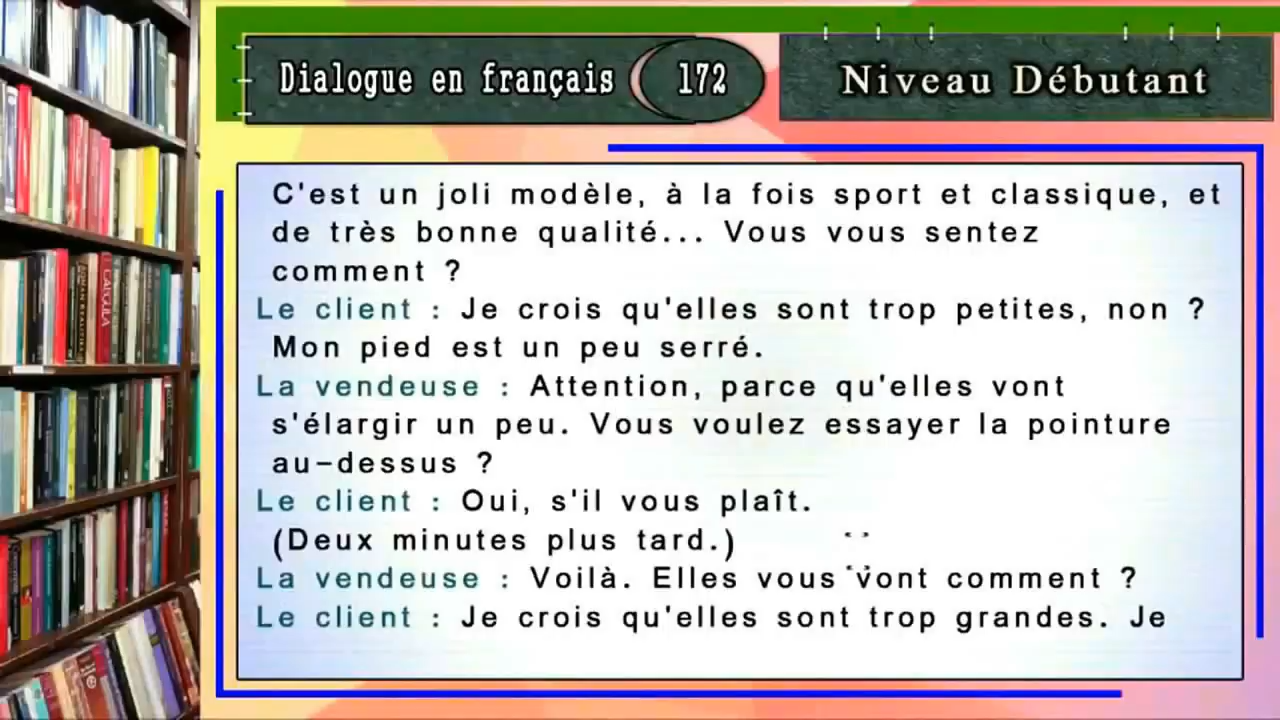 Dialogue en français 172
Niveau Débutant
C'est un joli modèle, à la fois sport et classique, et
de très bonne qualité... Vous vous sentez
comment ?
Le client : Je crois qu'elles sont trop petites, non ?
Mon pied est un peu serré.
La vendeuse : Attention, parce qu'elles vont
s'élargir un peu. Vous voulez essayer la pointure
au-dessus ?
Le client : Oui, s'il vous plaît.
(Deux minutes plus tard.)
La vendeuse : Voilà. Elles vous vont comment ?
Le client : Je crois qu'elles sont trop grandes. Je